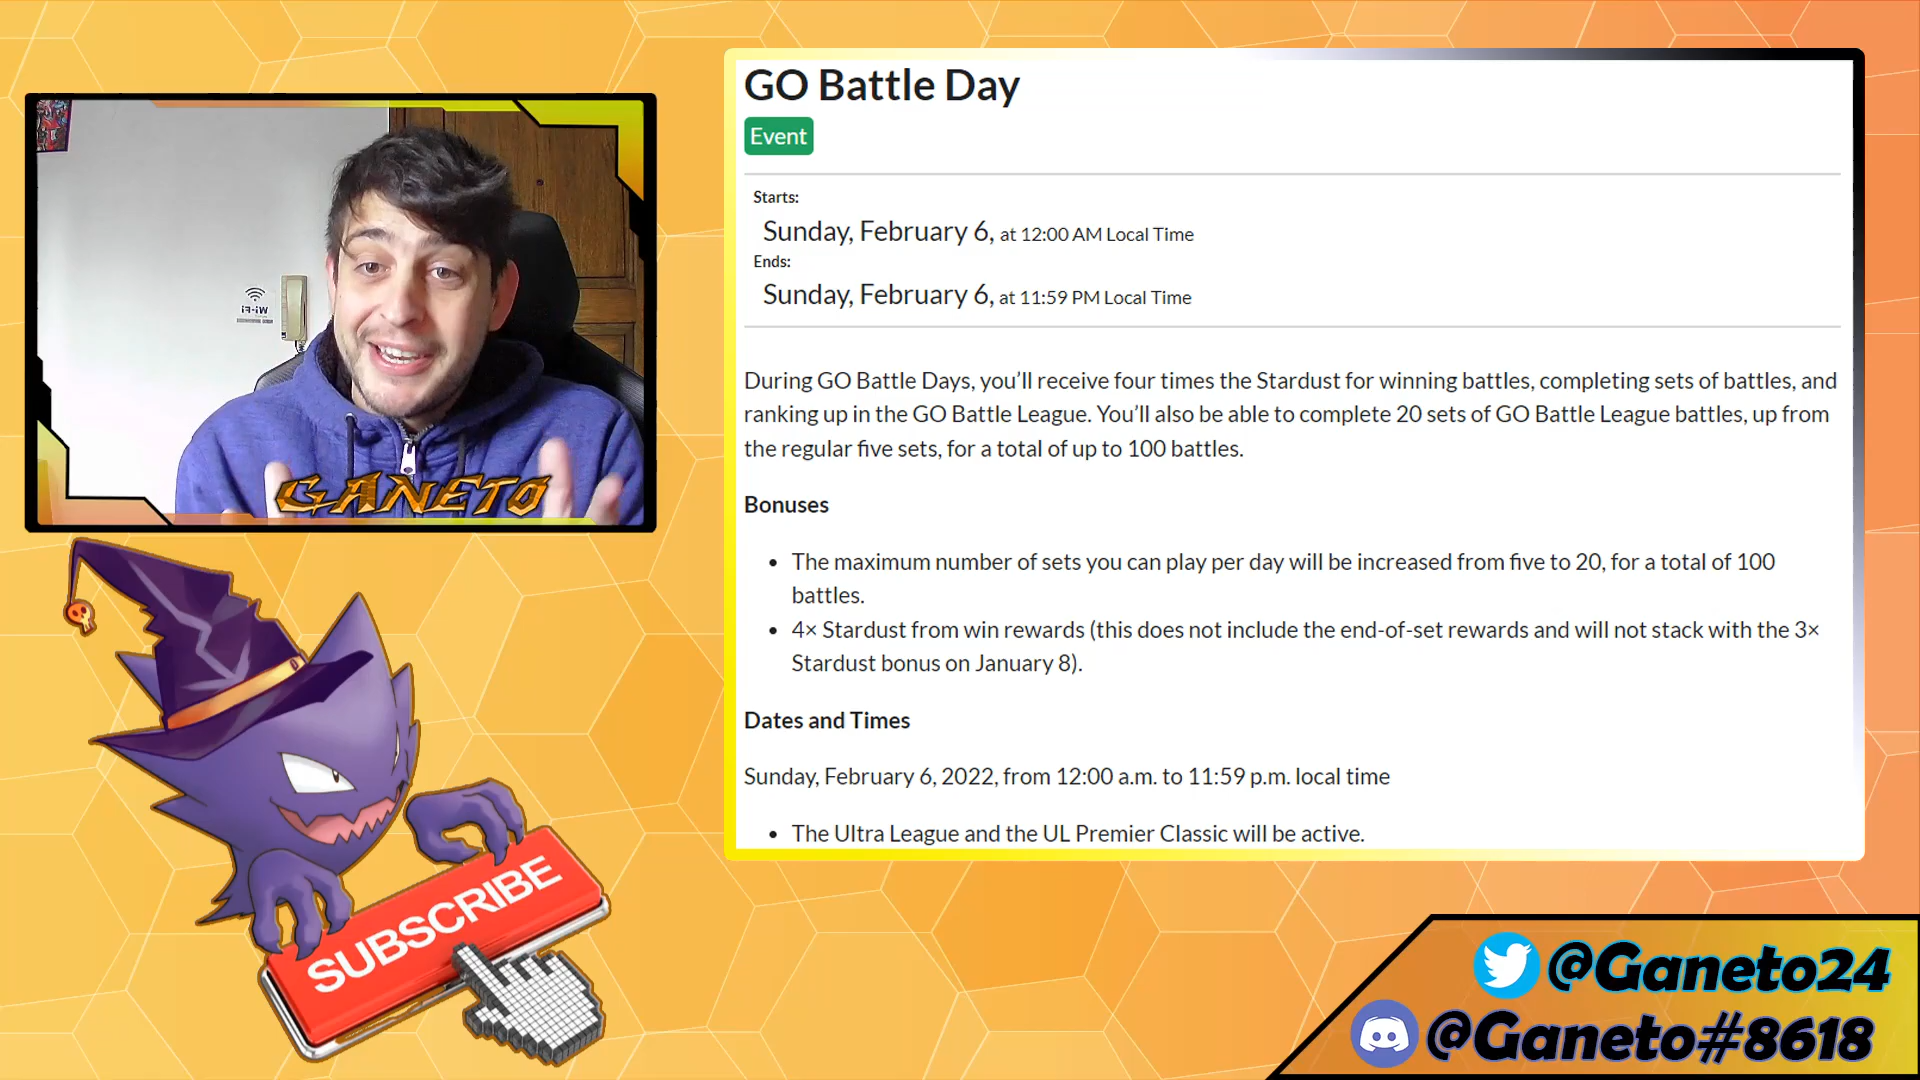 GO Battle Day
Event
Starts:
Sunday, February 6, at 12:00 AM Local Time
Ends:
Sunday, February 6, at 11:59 PM Local Time
During GO Battle Days, you’ll receive four times the Stardust for winning battles, completing sets of battles, and
ranking up in the GO Battle League. You’ll also be able to complete 20 sets of GO Battle League battles, up from
the regular five sets, for a total of up to 100 battles.
Bonuses
• The maximum number of sets you can play per day will be increased from five to 20, for a total of 100
battles.
• 4× Stardust from win rewards (this does not include the end-of-set rewards and will not stack with the 3×
Stardust bonus on January 8).
Dates and Times
Sunday, February 6, 2022, from 12:00 a.m. to 11:59 p.m. local time
• The Ultra League and the UL Premier Classic will be active.
Wi-Fi
GANETO
SUBSCRIBE
@Ganeto24
@Ganeto#8618